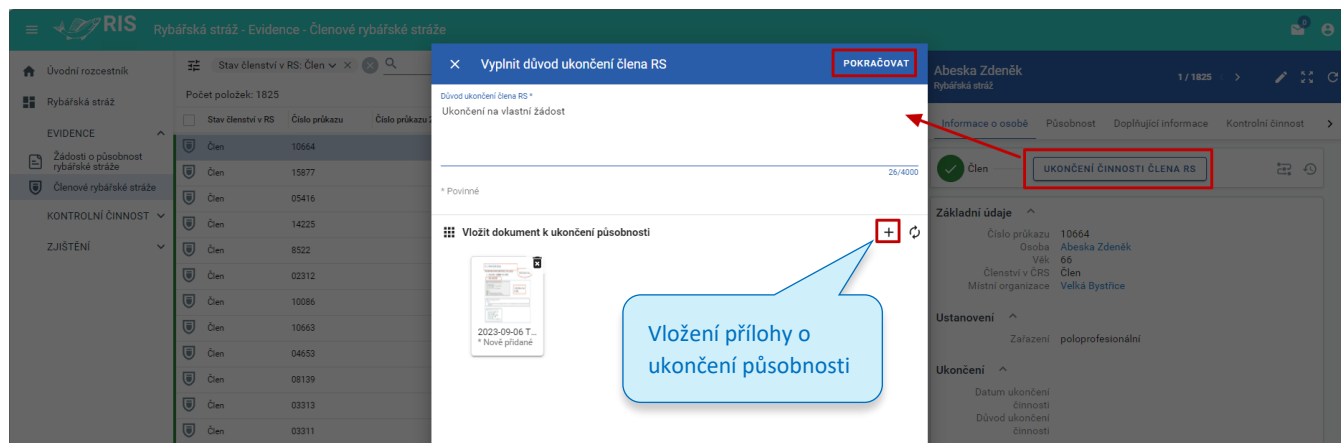 RIS Rybářská stráž - Evidence - Členové rybářské stráže
0
Úvodní rozcestník
Rybářská stráž
EVIDENCE
Žádosti o působnost
rybářské stráže
Členové rybářské stráže
KONTROLNÍ ČINNOST
ZJIŠTĚNÍ
Stav členství v RS: Člen
Počet položek: 1825
Stav členství v RS Číslo průkazu Číslo průkazu 2
Člen 10664
Člen 15877
Člen 05416
Člen 14225
Člen 8522
Člen 02312
Člen 10086
Člen 10663
Člen 04653
Člen 08139
Člen 03313
Člen 03311
Vyplnit důvod ukončení člena RS POKRAČOVAT
Důvod ukončení člena RS *
Ukončení na vlastní žádost
26/4000
* Povinné
Vložit dokument k ukončení působnosti
2023-09-06 T...
* Nově přidané
Vložení přílohy o
ukončení působnosti
Abeska Zdeněk
Rybářská stráž
1 / 1825
Informace o osobě Působnost Doplňující informace Kontrolní činnost
Člen UKONČENÍ ČINNOSTI ČLENA RS
Základní údaje
Číslo průkazu 10664
Osoba Abeska Zdeněk
Věk 66
Členství v ČRS Člen
Místní organizace Velká Bystřice
Ustanovení
Zařazení poloprofesionální
Ukončení
Datum ukončení
činnosti
Důvod ukončení
činnosti